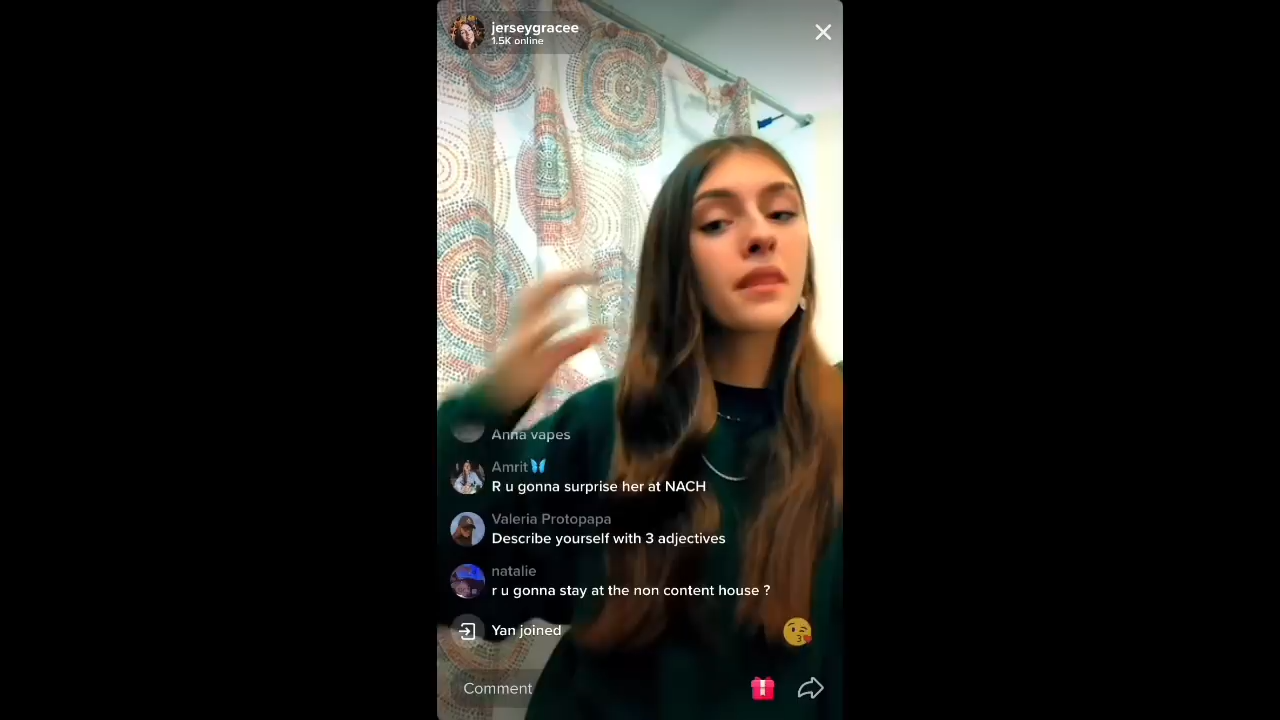 jerseygracee
1.5K online
Anna vapes
Amrit🦋
R u gonna surprise her at NACH
Valeria Protopapa
Describe yourself with 3 adjectives
natalie
r u gonna stay at the non content house ?
Yan joined
Comment